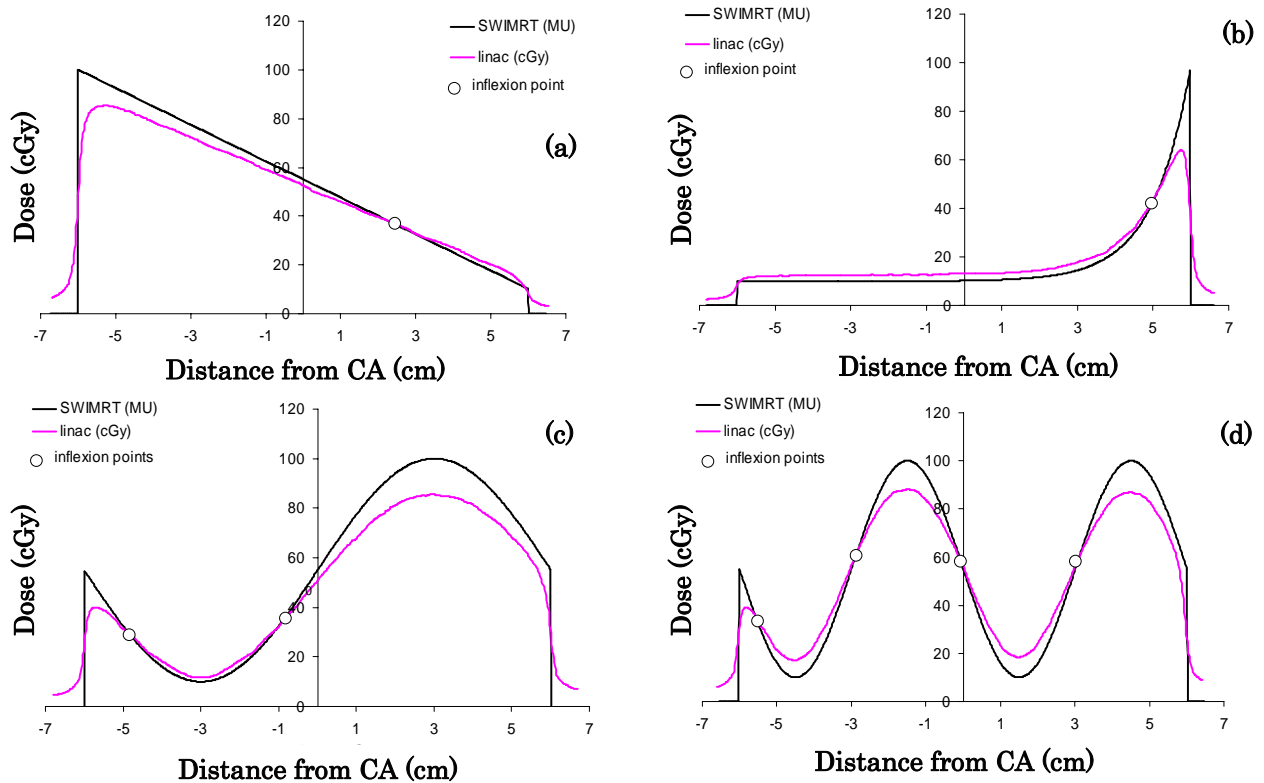 120
SWIMRT (MU)
linac (cGy)
inflexion point
100
80
60
40
20
0
(a)
Dose (cGy)
-7 -5 -3 -1 1 3 5 7
Distance from CA (cm)
SWIMRT (MU)
linac (cGy)
inflexion point
120
100
80
60
40
20
0
(b)
Dose (cGy)
-7 -5 -3 -1 1 3 5 7
Distance from CA (cm)
SWIMRT (MU)
linac (cGy)
inflexion points
120
100
80
60
40
20
0
(c)
Dose (cGy)
-7 -5 -3 -1 1 3 5 7
Distance from CA (cm)
SWIMRT (MU)
linac (cGy)
inflexion points
120
100
80
60
40
20
0
(d)
Dose (cGy)
-7 -5 -3 -1 1 3 5 7
Distance from CA (cm)